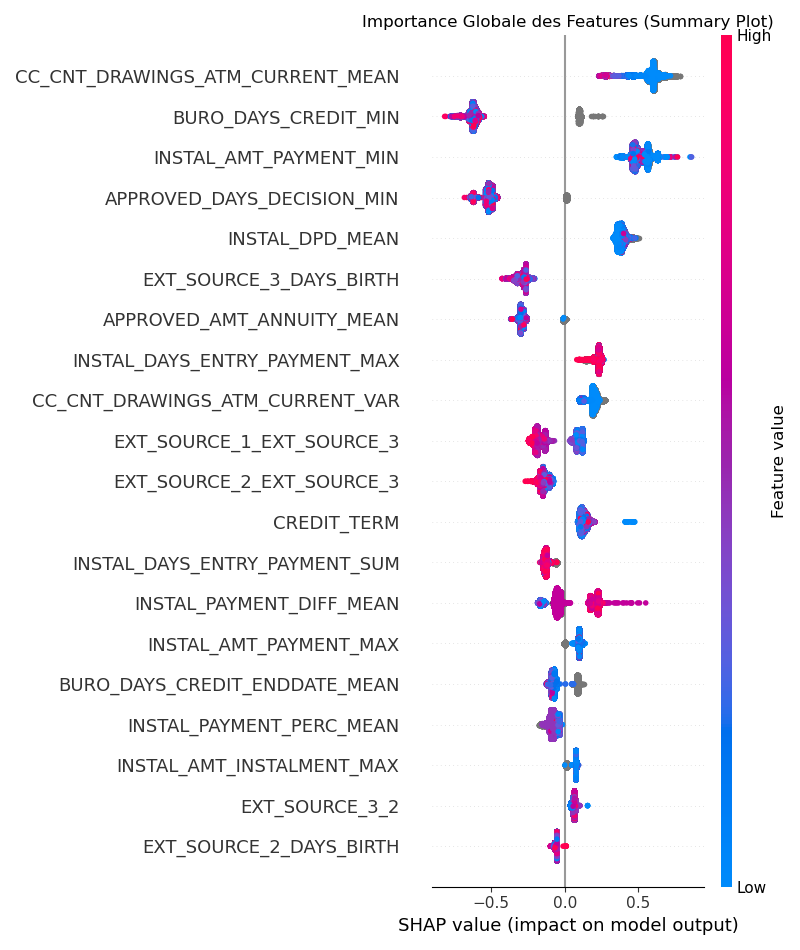 Importance Globale des Features (Summary Plot)
High
CC_CNT_DRAWINGS_ATM_CURRENT_MEAN
BURO_DAYS_CREDIT_MIN
INSTAL_AMT_PAYMENT_MIN
APPROVED_DAYS_DECISION_MIN
INSTAL_DPD_MEAN
EXT_SOURCE_3_DAYS_BIRTH
APPROVED_AMT_ANNUITY_MEAN
INSTAL_DAYS_ENTRY_PAYMENT_MAX
CC_CNT_DRAWINGS_ATM_CURRENT_VAR
EXT_SOURCE_1_EXT_SOURCE_3
EXT_SOURCE_2_EXT_SOURCE_3
CREDIT_TERM
INSTAL_DAYS_ENTRY_PAYMENT_SUM
INSTAL_PAYMENT_DIFF_MEAN
INSTAL_AMT_PAYMENT_MAX
BURO_DAYS_CREDIT_ENDDATE_MEAN
INSTAL_PAYMENT_PERC_MEAN
INSTAL_AMT_INSTALMENT_MAX
EXT_SOURCE_3_2
EXT_SOURCE_2_DAYS_BIRTH
Feature value
Low
−0.5 0.0 0.5
SHAP value (impact on model output)